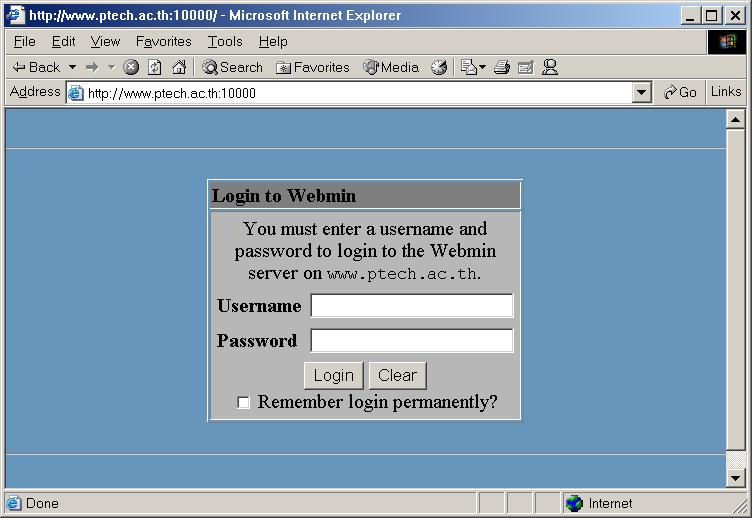 http://www.ptech.ac.th:10000/ - Microsoft Internet Explorer
File Edit View Favorites Tools Help
Back Search Favorites Media
Address http://www.ptech.ac.th:10000 Go Links
Login to Webmin
You must enter a username and
password to login to the Webmin
server on www.ptech.ac.th.
Username
Password
Login Clear
Remember login permanently?
Done Internet